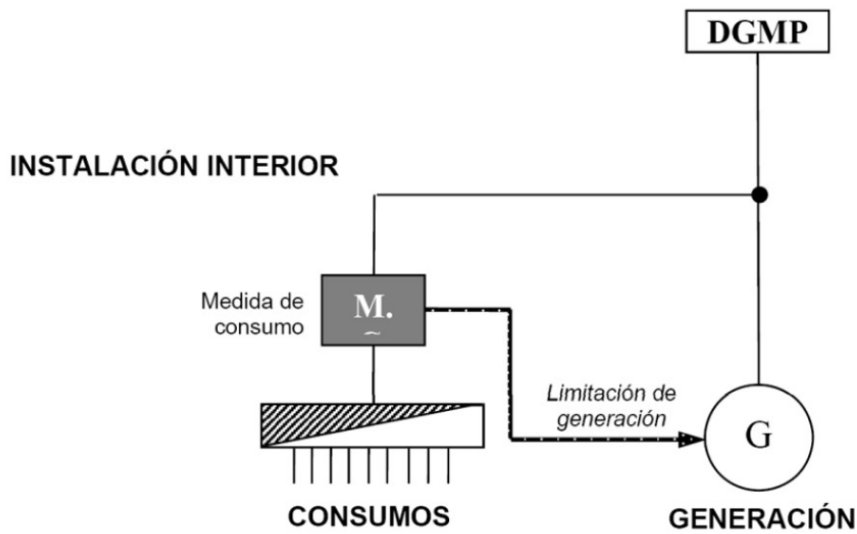 DGMP
INSTALACIÓN INTERIOR
Medida de
consumo
M.
~
Limitación de
generación
G
CONSUMOS
GENERACIÓN